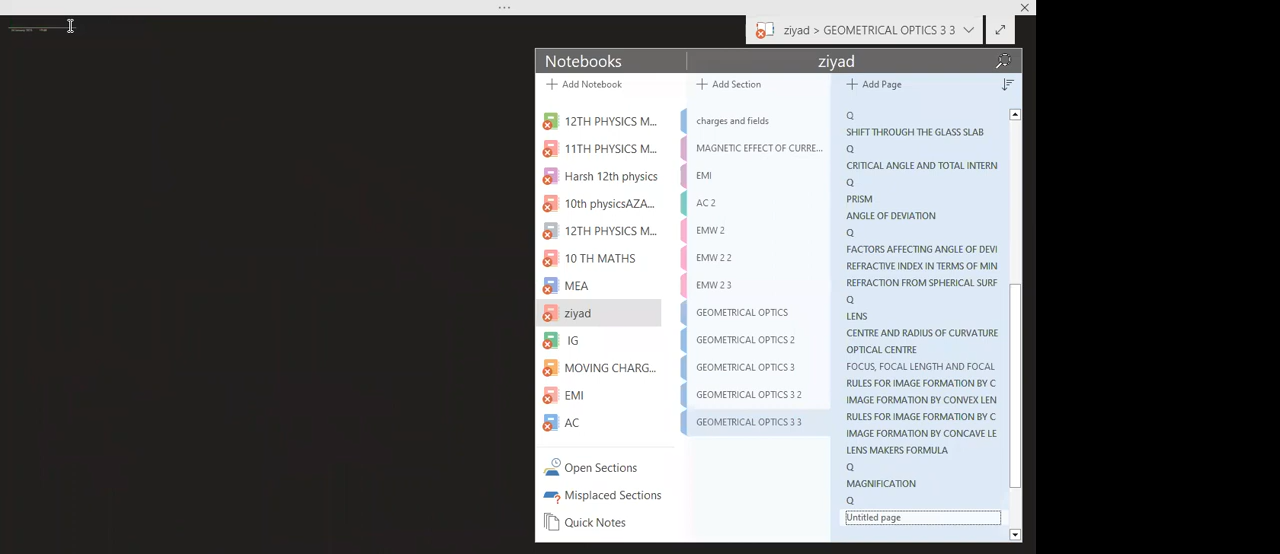 ziyad > GEOMETRICAL OPTICS 3 3
Notebooks
ziyad
Add Notebook
Add Section
Add Page
12TH PHYSICS M...
11TH PHYSICS M...
Harsh 12th physics
10th physicsAZA...
12TH PHYSICS M...
10 TH MATHS
MEA
ziyad
IG
MOVING CHARG...
EMI
AC
Open Sections
Misplaced Sections
Quick Notes
charges and fields
MAGNETIC EFFECT OF CURRE...
EMI
AC 2
EMW 2
EMW 2 2
EMW 2 3
GEOMETRICAL OPTICS
GEOMETRICAL OPTICS 2
GEOMETRICAL OPTICS 3
GEOMETRICAL OPTICS 3 2
GEOMETRICAL OPTICS 3 3
Q
SHIFT THROUGH THE GLASS SLAB
Q
CRITICAL ANGLE AND TOTAL INTERN
Q
PRISM
ANGLE OF DEVIATION
Q
FACTORS AFFECTING ANGLE OF DEVI
REFRACTIVE INDEX IN TERMS OF MIN
REFRACTION FROM SPHERICAL SURF
Q
LENS
CENTRE AND RADIUS OF CURVATURE
OPTICAL CENTRE
FOCUS, FOCAL LENGTH AND FOCAL
RULES FOR IMAGE FORMATION BY C
IMAGE FORMATION BY CONVEX LEN
RULES FOR IMAGE FORMATION BY C
IMAGE FORMATION BY CONCAVE LE
LENS MAKERS FORMULA
Q
MAGNIFICATION
Q
Untitled page